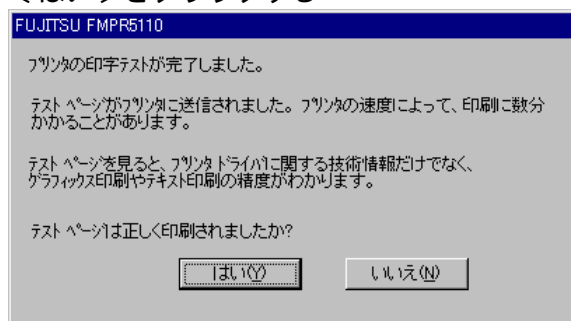 FUJITSU FMPR5110
プリンタの印字テストが完了しました。
テスト ページがプリンタに送信されました。プリンタの速度によって、印刷に数分
かかることがあります。
テスト ページを見ると、プリンタ ドライバに関する技術情報だけでなく、
グラフィックス印刷やテキスト印刷の精度がわかります。
テスト ページは正しく印刷されましたか?
はい(Y) いいえ(N)